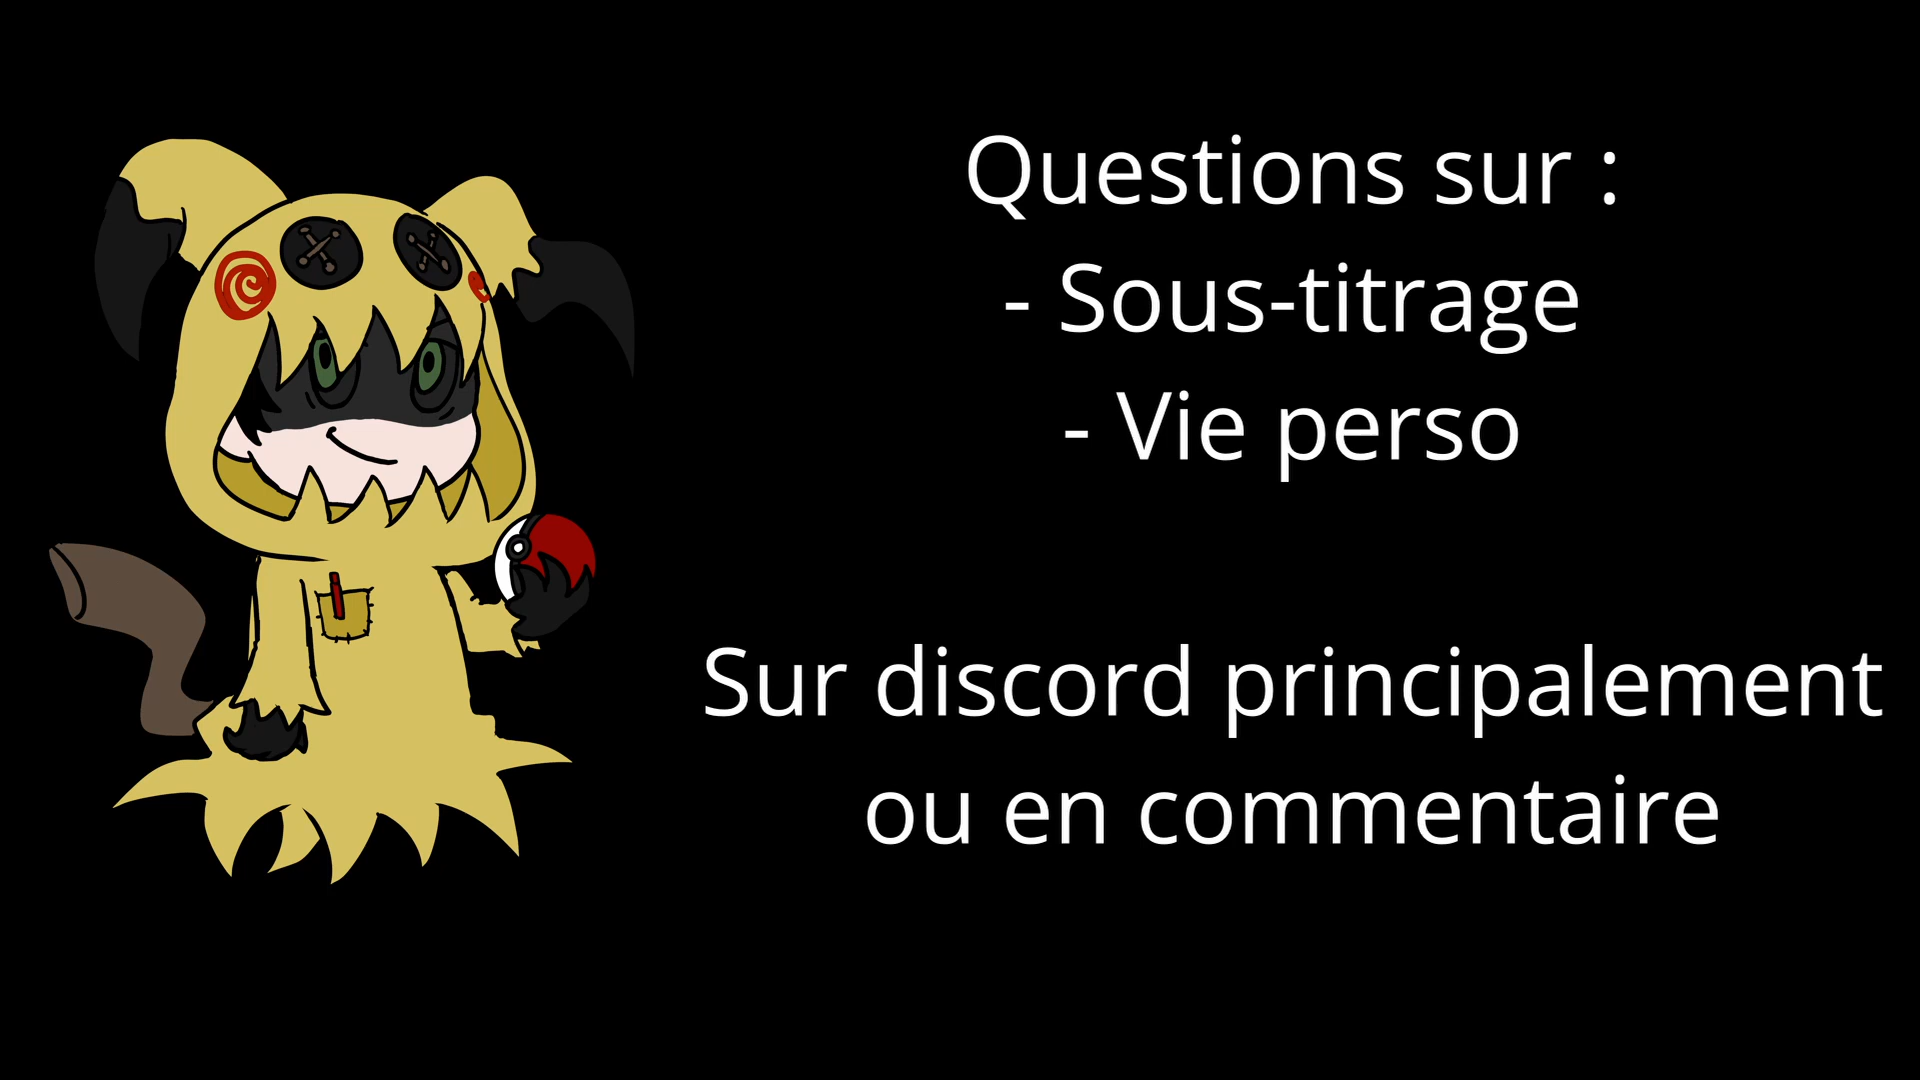 Questions sur :
- Sous-titrage
- Vie perso
Sur discord principalement
ou en commentaire